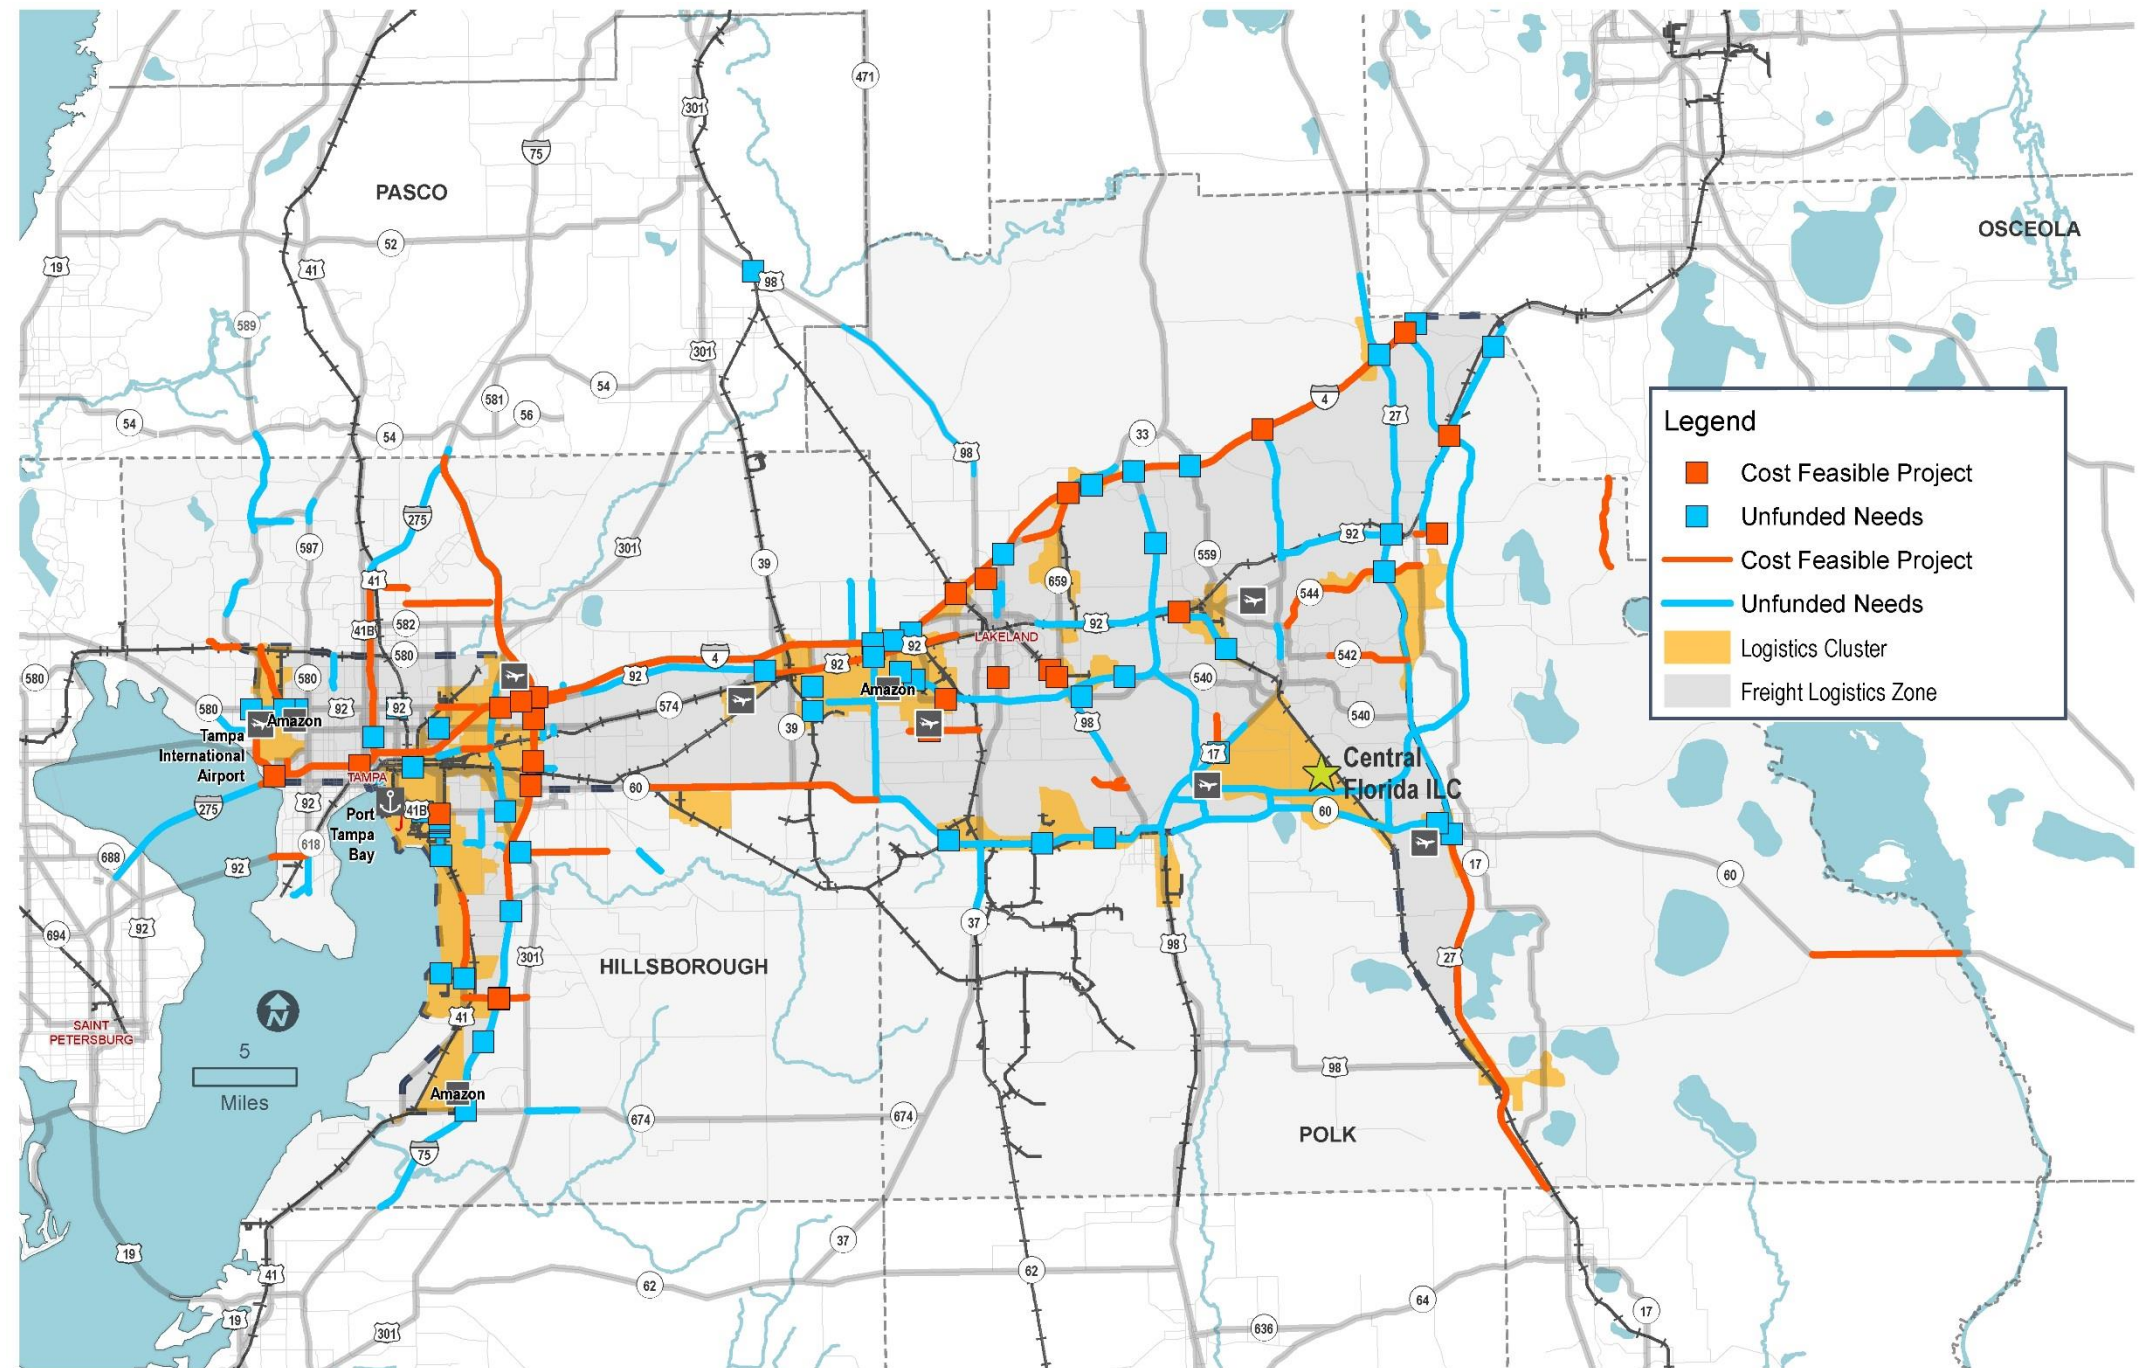 471
301
75
PASCO
OSCEOLA
52
19
41
98
589
301
54
4
581
56
27
54
54
33
98
Legend
Cost Feasible Project
Unfunded Needs
Cost Feasible Project
Unfunded Needs
Logistics Cluster
Freight Logistics Zone
275
597
301
92
39
559
41
659
544
582
41B
92
LAKELAND
580
4
92
542
580
580
92
92
574
Amazon
540
580
92
92
540
Amazon
39
98
Tampa
International
Airport
17
Central
Florida ILC
TAMPA
60
275
92
41B
60
Port
Tampa
Bay
618
688
92
17
60
694
92
37
98
301
27
HILLSBOROUGH
41
SAINT
PETERSBURG
N
5
Miles
98
Amazon
674
674
POLK
75
37
19
41
62
62
64
17
19
301
636